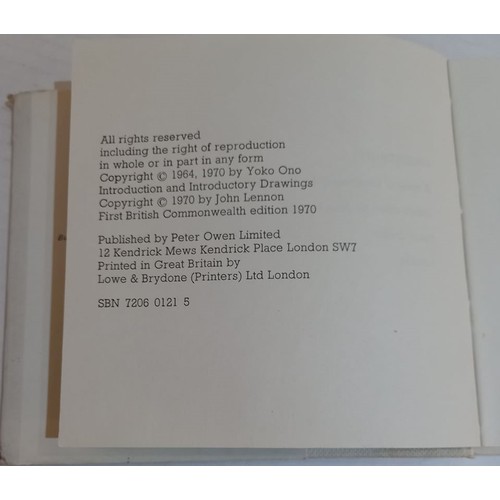 All rights reserved
including the right of reproduction
in whole or in part in any form
Copyright © 1964, 1970 by Yoko Ono
Introduction and Introductory Drawings
Copyright © 1970 by John Lennon
First British Commonwealth edition 1970
Published by Peter Owen Limited
12 Kendrick Mews Kendrick Place London SW7
Printed in Great Britain by
Lowe & Brydone (Printers) Ltd London
SBN 7206 0121 5